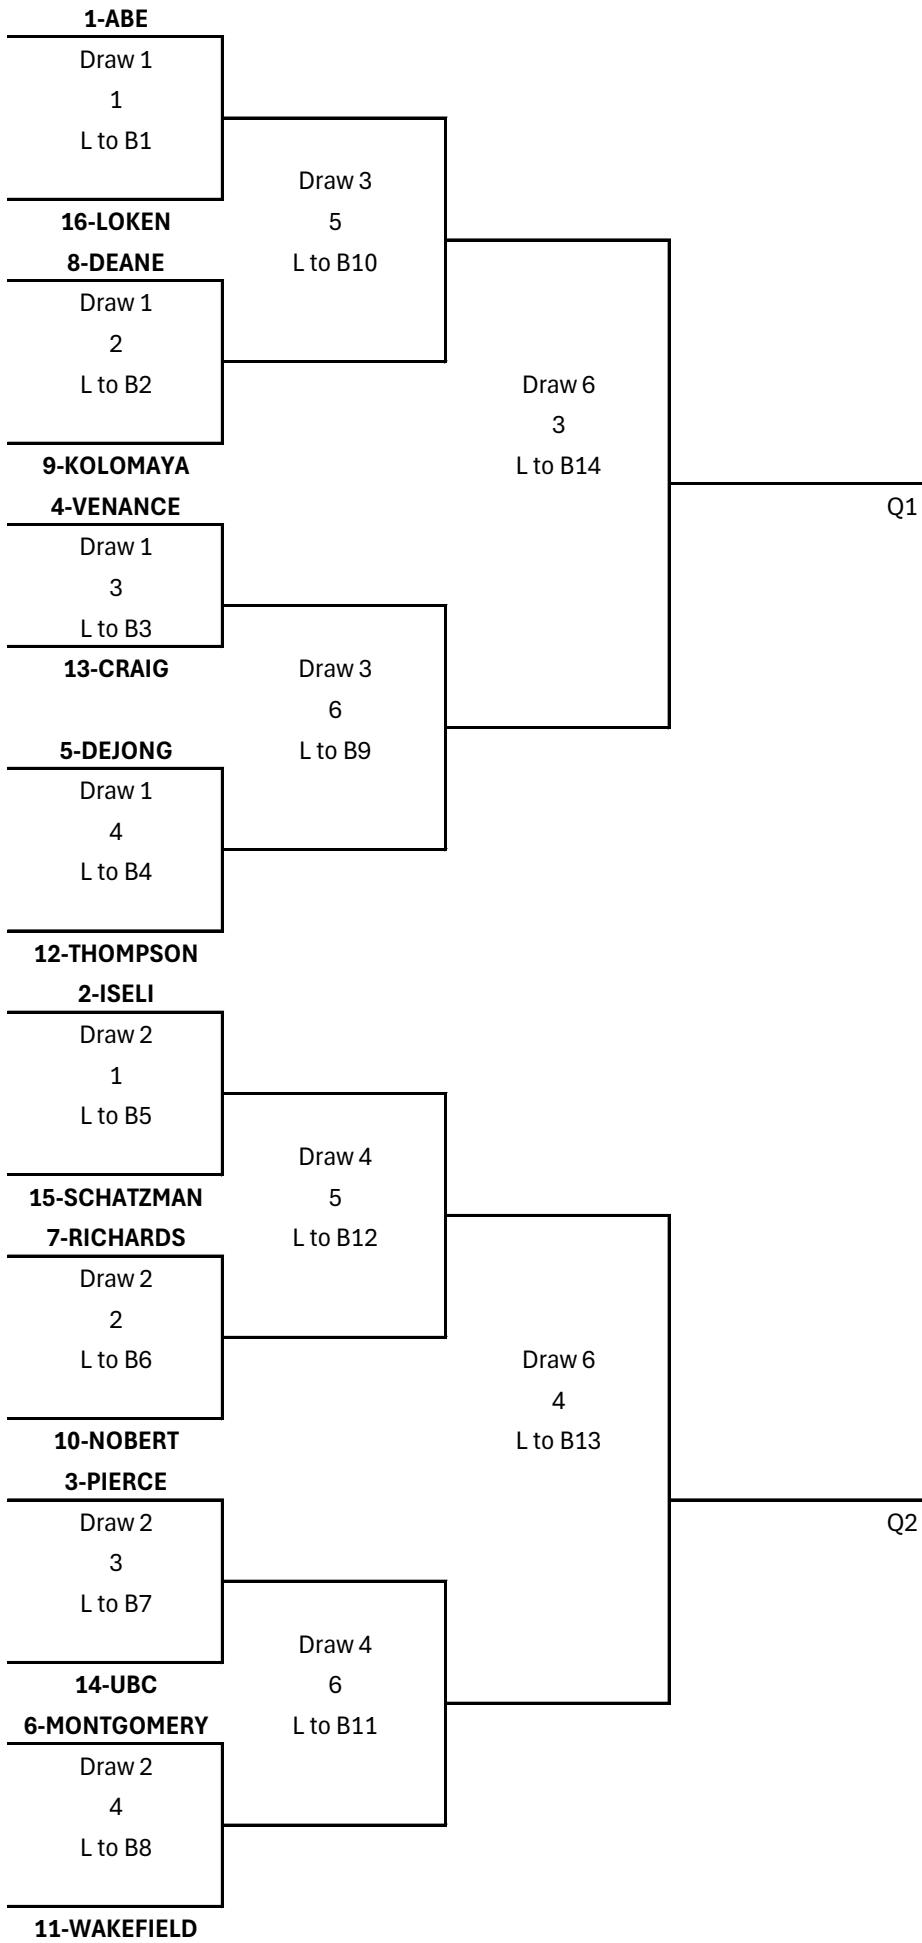 1-ABE
Draw 1
1
L to B1
16-LOKEN
8-DEANE
Draw 1
2
L to B2
9-KOLOMAYA
4-VENANCE
Draw 1
3
L to B3
13-CRAIG
5-DEJONG
Draw 1
4
L to B4
12-THOMPSON
2-ISELI
Draw 2
1
L to B5
15-SCHATZMAN
7-RICHARDS
Draw 2
2
L to B6
10-NOBERT
3-PIERCE
Draw 2
3
L to B7
14-UBC
6-MONTGOMERY
Draw 2
4
L to B8
11-WAKEFIELD
Draw 3
5
L to B10
Draw 3
6
L to B9
Draw 4
5
L to B12
Draw 4
6
L to B11
Draw 6
3
L to B14
Draw 6
4
L to B13
Q1
Q2